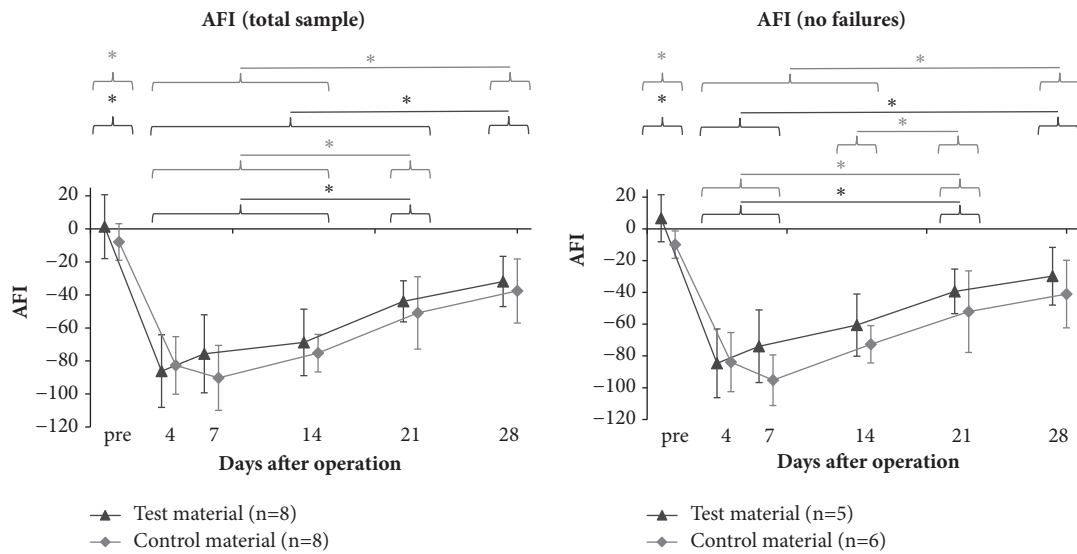 AFI (total sample)
*
*
*
*
*
*
20
0
−20
−40
−60
−80
−100
−120
AFI
pre 4 7 14 21 28
Days after operation
Test material (n=8)
Control material (n=8)
AFI (no failures)
*
*
*
*
*
*
*
20
0
−20
−40
−60
−80
−100
−120
AFI
pre 4 7 14 21 28
Days after operation
Test material (n=5)
Control material (n=6)